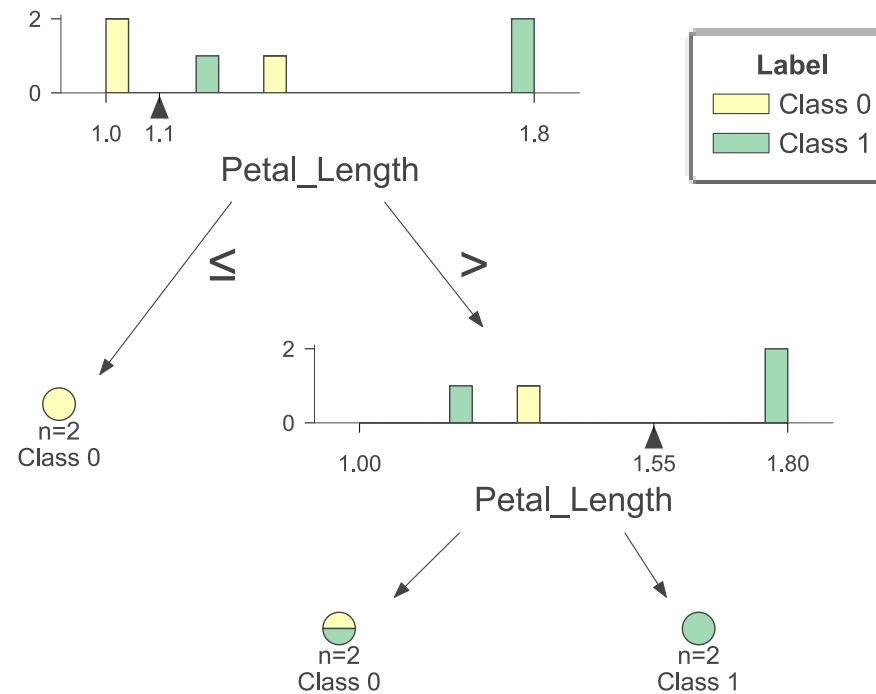 2
0
1.0 1.1 1.8
Petal_Length
Label
Class 0
Class 1
≤ >
2
0
1.00 1.55 1.80
Petal_Length
n=2
Class 0
n=2
Class 0
n=2
Class 1